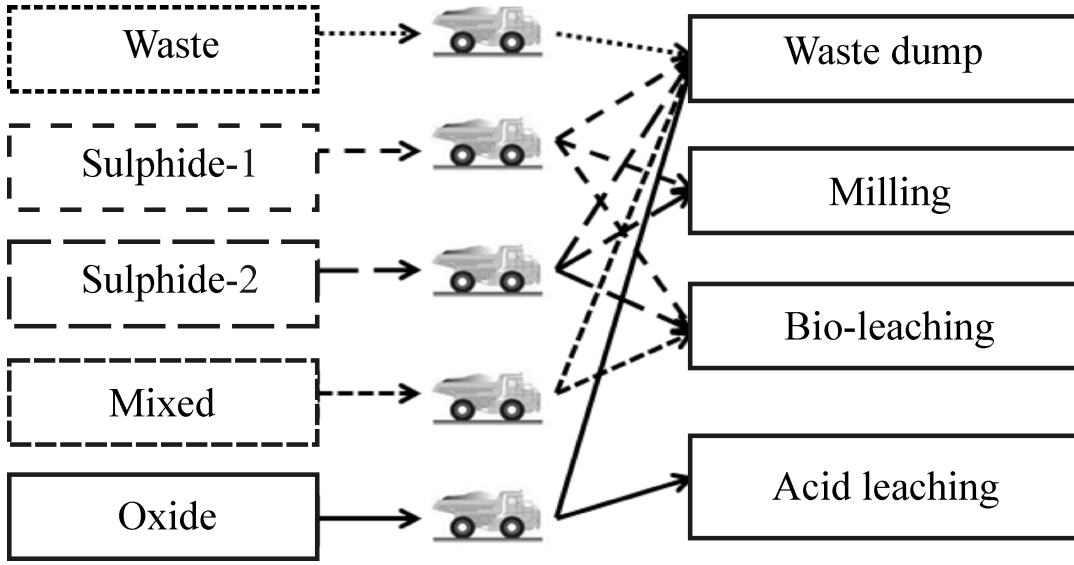 Waste
Waste dump
Sulphide-1
Milling
Sulphide-2
Bio-leaching
Mixed
Acid leaching
Oxide